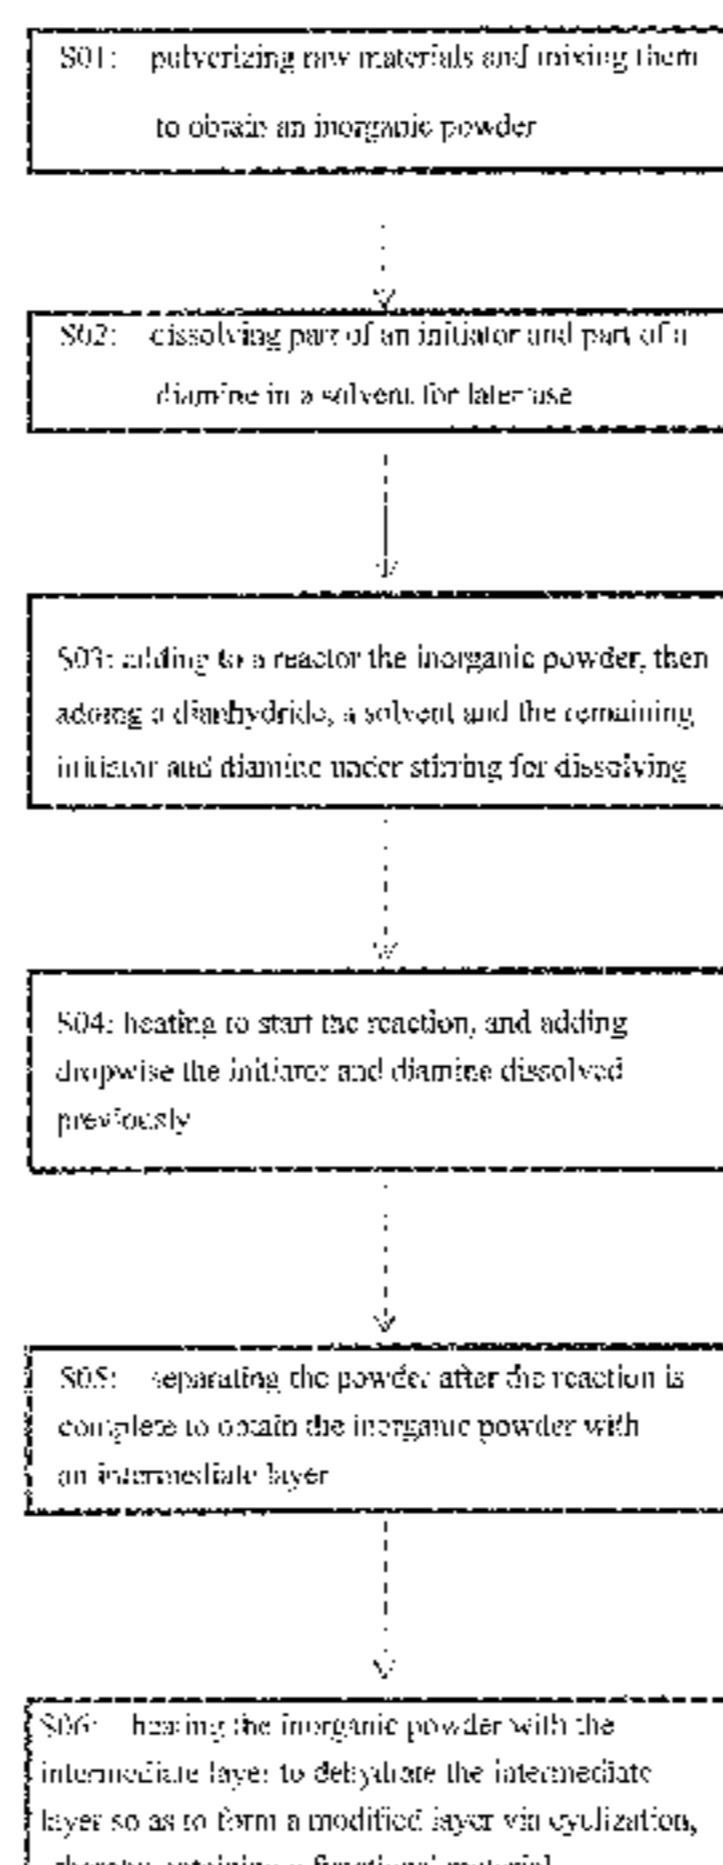 S01: pulverizing raw materials and mixing them
to obtain an inorganic powder
S02: dissolving part of an initiator and part of a
diamine in a solvent for later use
S03: adding to a reactor the inorganic powder, then
adding a dianhydride, a solvent and the remaining
initiator and diamine under stirring for dissolving
S04: heating to start the reaction, and adding
dropwise the initiator and diamine dissolved
previously
S05: separating the powder after the reaction is
complete to obtain the inorganic powder with
an intermediate layer
S06: heating the inorganic powder with the
intermediate layer to dehydrate the intermediate
layer so as to form a modified layer via cyclization,
thereby obtaining a functional material